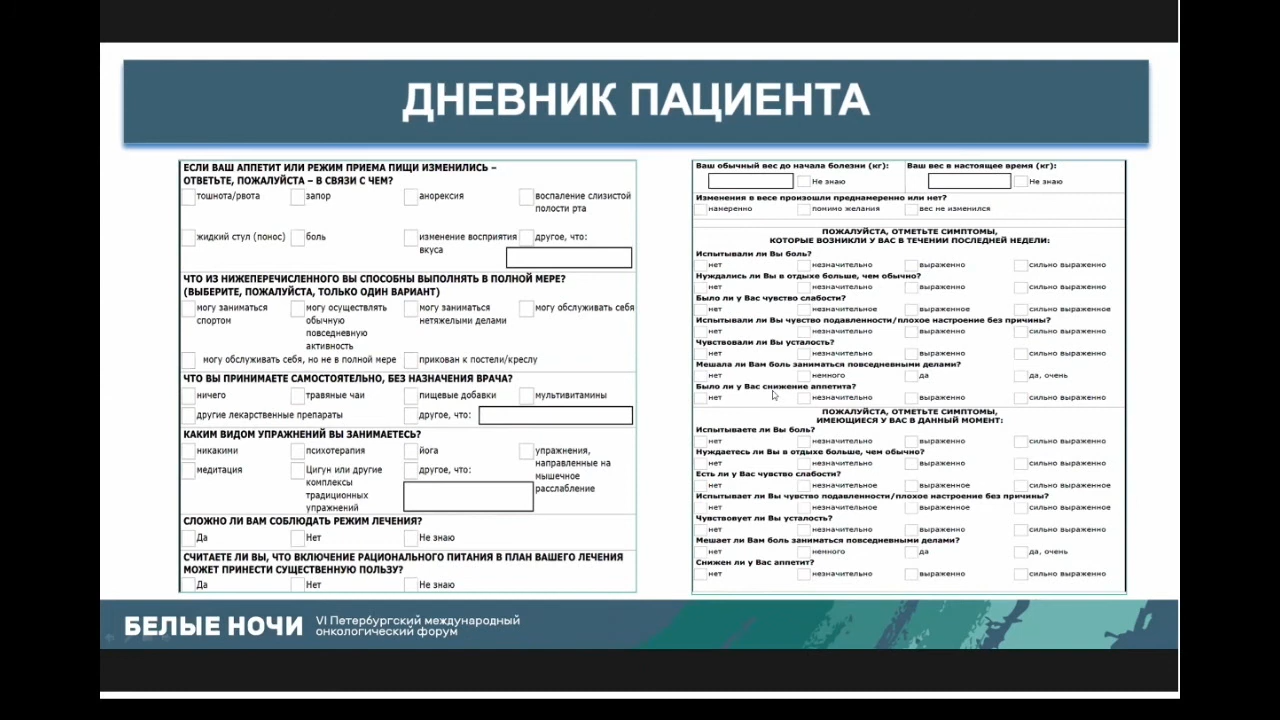 ДНЕВНИК ПАЦИЕНТА
ЕСЛИ ВАШ АППЕТИТ ИЛИ РЕЖИМ ПРИЕМА ПИЩИ ИЗМЕНИЛИСЬ –
ОТВЕТЬТЕ, ПОЖАЛУЙСТА – В СВЯЗИ С ЧЕМ?
тошнота/рвота запор анорексия воспаление слизистой
полости рта
жидкий стул (понос) боль изменение восприятия другое, что:
вкуса
ЧТО ИЗ НИЖЕПЕРЕЧИСЛЕННОГО ВЫ СПОСОБНЫ ВЫПОЛНЯТЬ В ПОЛНОЙ МЕРЕ?
(ВЫБЕРИТЕ, ПОЖАЛУЙСТА, ТОЛЬКО ОДИН ВАРИАНТ)
могу заниматься могу осуществлять могу заниматься могу обслуживать себя
спортом обычную нетяжелыми делами
повседневную
активность
могу обслуживать себя, но не в полной мере прикован к постели/креслу
ЧТО ВЫ ПРИНИМАЕТЕ САМОСТОЯТЕЛЬНО, БЕЗ НАЗНАЧЕНИЯ ВРАЧА?
ничего травяные чаи пищевые добавки мультивитамины
другие лекарственные препараты другое, что:
КАКИМ ВИДОМ УПРАЖНЕНИЙ ВЫ ЗАНИМАЕТЕСЬ?
никакими психотерапия йога упражнения,
направленные на
медитация Цигун или другие другое, что: мышечное
комплексы расслабление
традиционных
упражнений
СЛОЖНО ЛИ ВАМ СОБЛЮДАТЬ РЕЖИМ ЛЕЧЕНИЯ?
Да Нет Не знаю
СЧИТАЕТЕ ЛИ ВЫ, ЧТО ВКЛЮЧЕНИЕ РАЦИОНАЛЬНОГО ПИТАНИЯ В ПЛАН ВАШЕГО ЛЕЧЕНИЯ
МОЖЕТ ПРИНЕСТИ СУЩЕСТВЕННУЮ ПОЛЬЗУ?
Да Нет Не знаю
Ваш обычный вес до начала болезни (кг): Ваш вес в настоящее время (кг):
Не знаю Не знаю
Изменения в весе произошли преднамеренно или нет?
намеренно помимо желания вес не изменился
ПОЖАЛУЙСТА, ОТМЕТЬТЕ СИМПТОМЫ,
КОТОРЫЕ ВОЗНИКЛИ У ВАС В ТЕЧЕНИИ ПОСЛЕДНЕЙ НЕДЕЛИ:
Испытывали ли Вы боль?
нет незначительно выраженно сильно выраженно
Нуждались ли Вы в отдыхе больше, чем обычно?
нет незначительно выраженно сильно выраженно
Было ли у Вас чувство слабости?
нет незначительное выраженное сильно выраженное
Испытывали ли Вы чувство подавленности/плохое настроение без причины?
нет незначительно выраженно сильно выраженно
Чувствовали ли Вы усталость?
нет незначительно выраженно сильно выраженно
Мешала ли Вам боль заниматься повседневными делами?
нет немного да да, очень
Было ли у Вас снижение аппетита?
нет незначительно выраженно сильно выраженно
ПОЖАЛУЙСТА, ОТМЕТЬТЕ СИМПТОМЫ,
ИМЕЮЩИЕСЯ У ВАС В ДАННЫЙ МОМЕНТ:
Испытываете ли Вы боль?
нет незначительно выраженно сильно выраженно
Нуждаетесь ли Вы в отдыхе больше, чем обычно?
нет незначительно выраженно сильно выраженно
Есть ли у Вас чувство слабости?
нет незначительное выраженное сильно выраженное
Испытывает ли Вы чувство подавленности/плохое настроение без причины?
нет незначительное выраженное сильно выраженное
Чувствует ли Вы усталость?
нет незначительно выраженно сильно выраженно
Мешает ли Вам боль заниматься повседневными делами?
нет немного да да, очень
Снижен ли у Вас аппетит?
нет незначительно выраженно сильно выраженно
БЕЛЫЕ НОЧИ VI Петербургский международный
онкологический форум